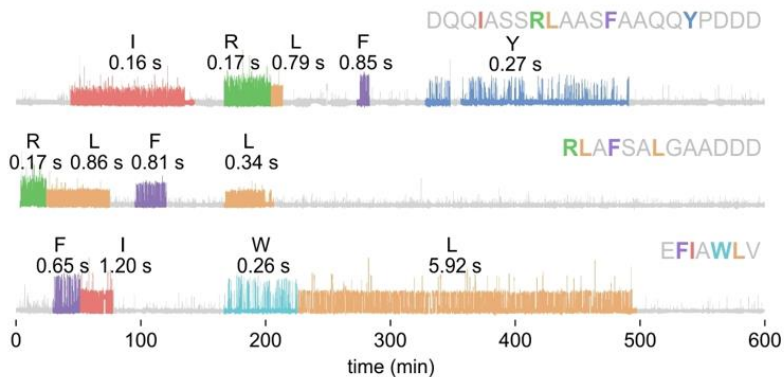 DQQIASSRLAASFAAQQYPDDD
I R L F Y
0.16 s 0.17 s 0.79 s 0.85 s 0.27 s
RLAFSALGAADDD
R L F L
0.17 s 0.86 s 0.81 s 0.34 s
EFIAWLV
F I W L
0.65 s 1.20 s 0.26 s 5.92 s
0 100 200 300 400 500 600
time (min)